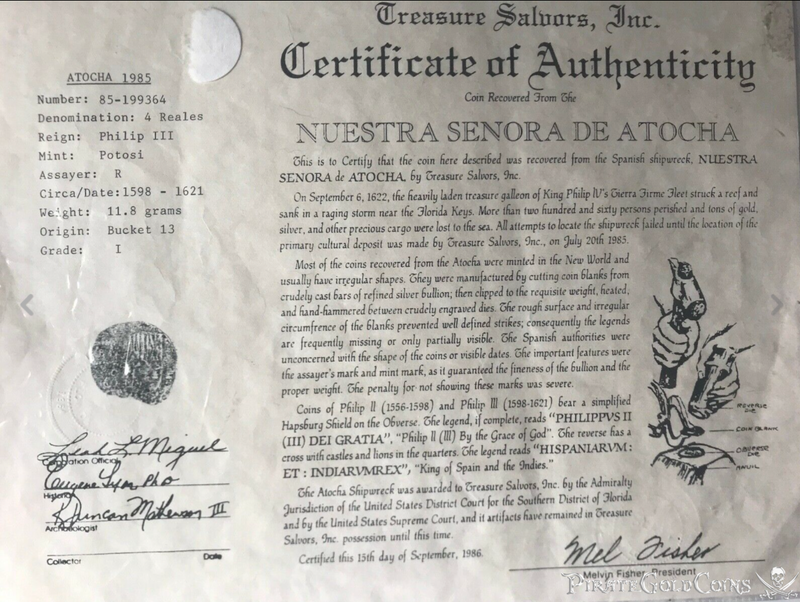 Treasure Salvors, Inc.
Certificate of Authenticity
Coin Recovered From The
NUESTRA SENORA DE ATOCHA
ATOCHA 1985
Number: 85-199364
Denomination: 4 Reales
Reign: Philip III
Mint: Potosi
Assayer: R
Circa/Date:1598 - 1621
Weight: 11.8 grams
Origin: Bucket 13
Grade: I
This is to Certify that the coin here described was recovered from the Spanish shipwreck, NUESTRA
SENORA de ATOCHA, by Treasure Salvors, Inc.
On September 6, 1622, the heavily laden treasure galleon of King Philip IV's Tierra Firme Fleet struck a reef and
sank in a raging storm near the Florida Keys. More than two hundred and sixty persons perished and tons of gold,
silver, and other precious cargo were lost to the sea. All attempts to locate the shipwreck failed until the location of the
primary cultural deposit was made by Treasure Salvors, Inc., on July 20th 1985.
Most of the coins recovered from the Atocha were minted in the New World and
usually have irregular shapes. They were manufactured by cutting coin blanks from
crudely cast bars of refined silver bullion; then clipped to the requisite weight, heated,
and hand-hammered between crudely engraved dies. The rough surface and irregular
circumfrence of the blanks prevented well defined strikes; consequently the legends
are frequently missing or only partially visible. The Spanish authorities were
unconcerned with the shape of the coins or visible dates. The important features were
the assayer's mark and mint mark, as it guaranteed the fineness of the bullion and the
proper weight. The penalty for not showing these marks was severe.
Coins of Philip II (1556-1598) and Philip III (1598-1621) bear a simplified
Hapsburg Shield on the Obverse. The legend, if complete, reads "PHILIPPVS II
(III) DEI GRATIA", "Philip II (III) By the Grace of God". The reverse has a
cross with castles and lions in the quarters. The legend reads "HISPANIARVM :
ET : INDIARVMREX", "King of Spain and the Indies."
The Atocha Shipwreck was awarded to Treasure Salvors, Inc. by the Admiralty
Jurisdiction of the United States District Court for the Southern District of Florida
and by the United States Supreme Court, and it artifacts have remained in Treasure
Salvors, Inc. possession until this time.
Certified this 15th day of September, 1986.
REVERSE DIE
COIN BLANK
OBVERSE DIE
ANVIL
Leah L. Miguel
Corporation Official
Eugene Lyon PhD
Historian
R Duncan Mathewson III
Archaeologist
Collector Date
Mel Fisher
Melvin Fisher, President
PIRATE GOLD COINS